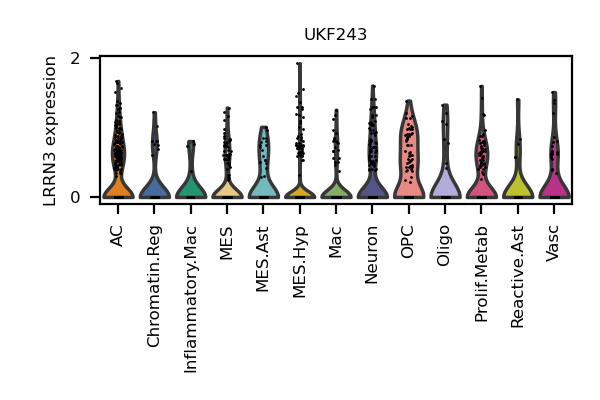 UKF243
LRRN3 expression
2
0
AC
Chromatin.Reg
Inflammatory.Mac
MES
MES.Ast
MES.Hyp
Mac
Neuron
OPC
Oligo
Prolif.Metab
Reactive.Ast
Vasc